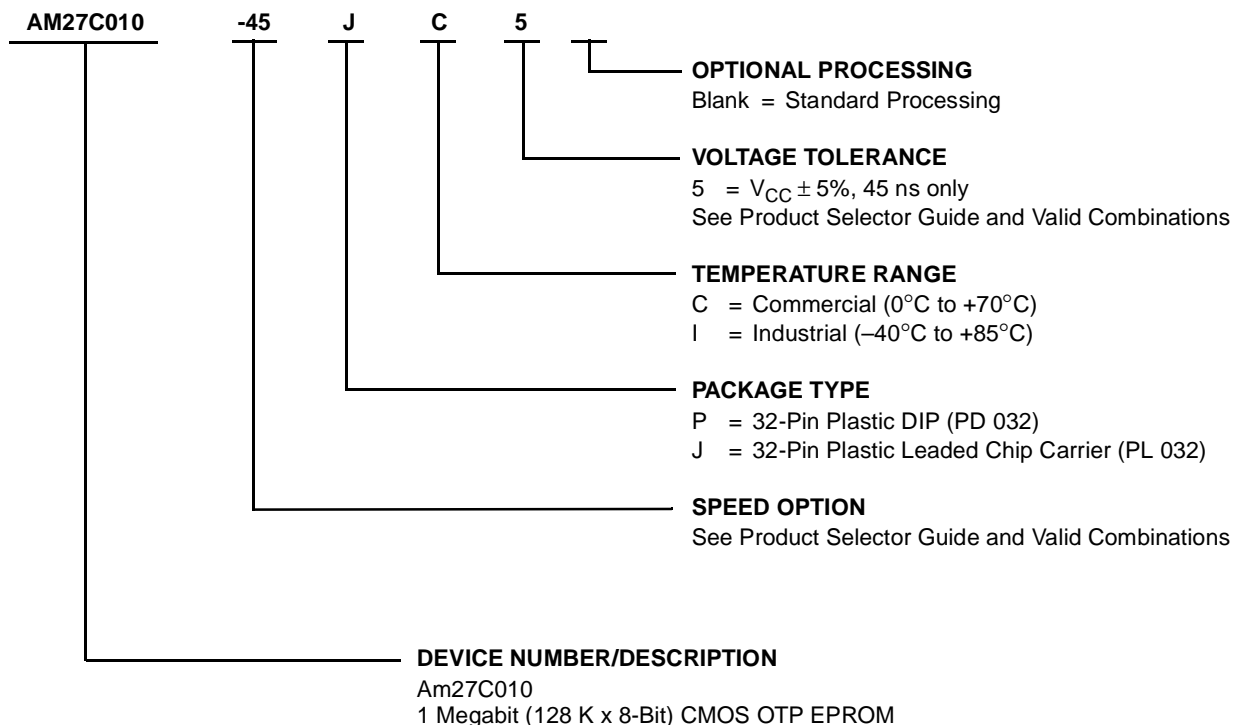 AM27C010 -45 J C 5
OPTIONAL PROCESSING
Blank = Standard Processing
VOLTAGE TOLERANCE
5 = VCC ± 5%, 45 ns only
See Product Selector Guide and Valid Combinations
TEMPERATURE RANGE
C = Commercial (0°C to +70°C)
I = Industrial (–40°C to +85°C)
PACKAGE TYPE
P = 32-Pin Plastic DIP (PD 032)
J = 32-Pin Plastic Leaded Chip Carrier (PL 032)
SPEED OPTION
See Product Selector Guide and Valid Combinations
DEVICE NUMBER/DESCRIPTION
Am27C010
1 Megabit (128 K x 8-Bit) CMOS OTP EPROM